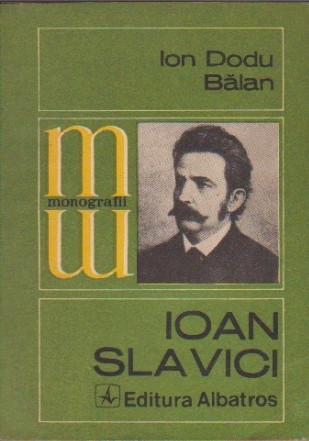 Ion Dodu
Bălan
m
monografii
m
IOAN
SLAVICI
A Editura Albatros